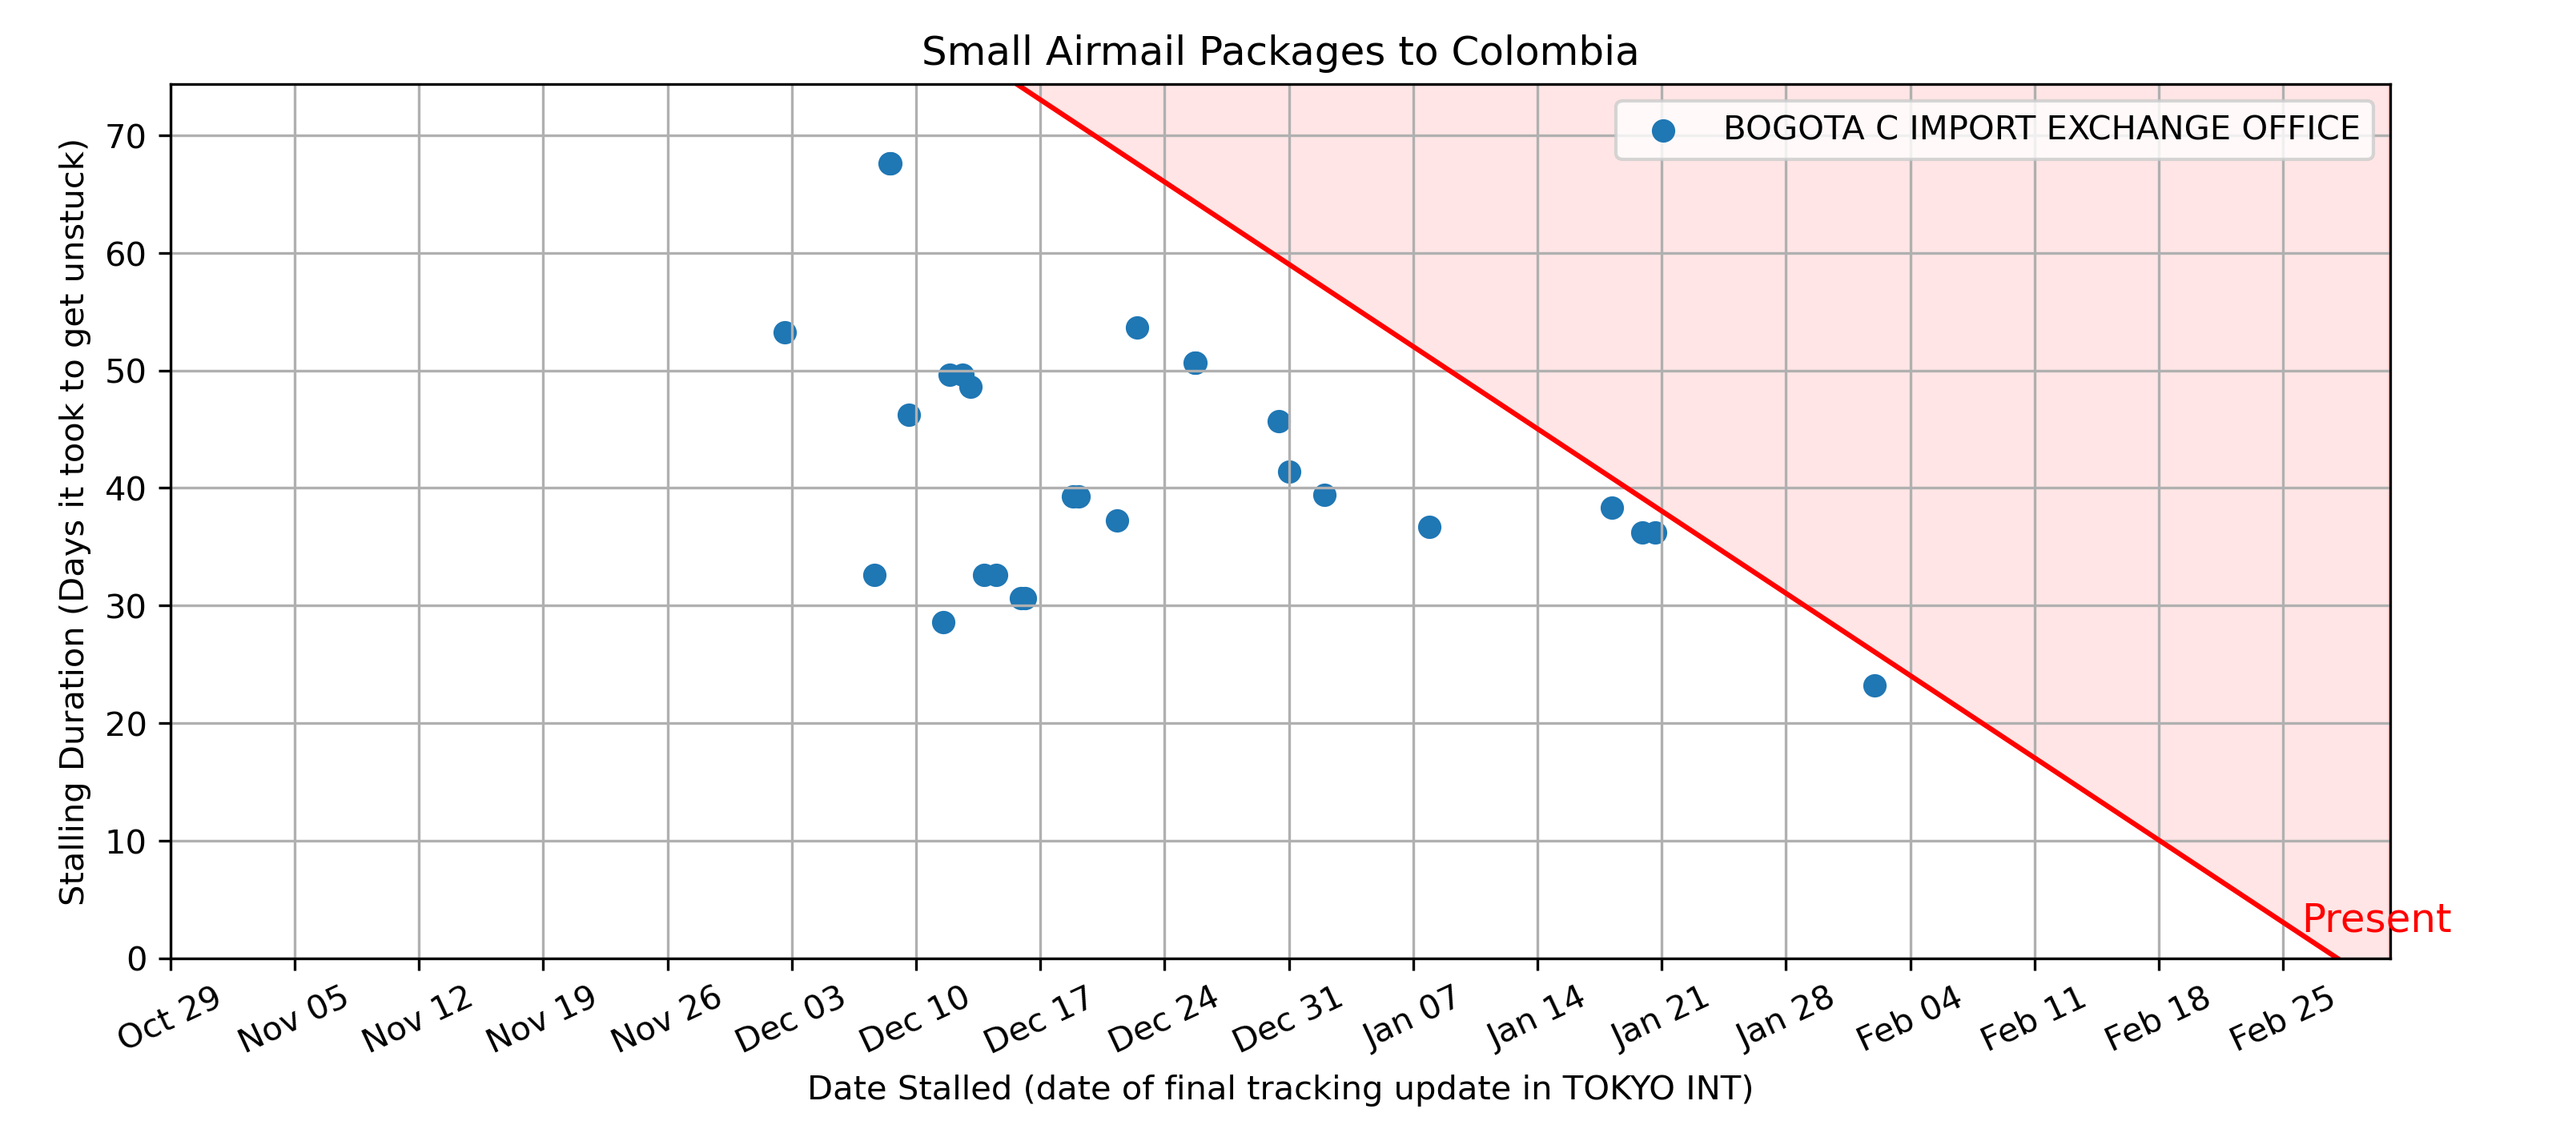 Small Airmail Packages to Colombia
BOGOTA C IMPORT EXCHANGE OFFICE
Stalling Duration (Days it took to get unstuck)
70
60
50
40
30
20
10
0
Present
Oct 29
Nov 05
Nov 12
Nov 19
Nov 26
Dec 03
Dec 10
Dec 17
Dec 24
Dec 31
Jan 07
Jan 14
Jan 21
Jan 28
Feb 04
Feb 11
Feb 18
Feb 25
Date Stalled (date of final tracking update in TOKYO INT)